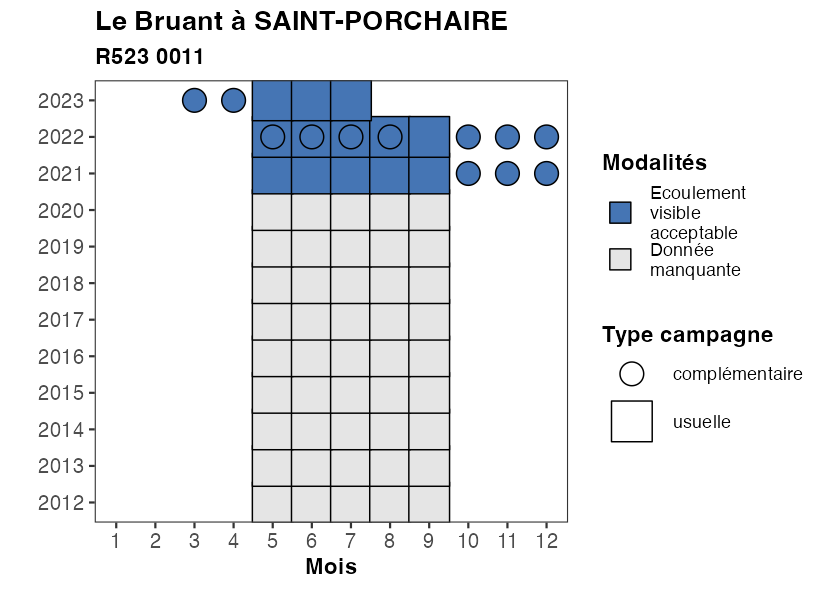 Le Bruant à SAINT-PORCHAIRE
R523 0011
2023
2022
2021
2020
2019
2018
2017
2016
2015
2014
2013
2012
1 2 3 4 5 6 7 8 9 10 11 12
Mois
Modalités
Ecoulement
visible
acceptable
Donnée
manquante
Type campagne
complémentaire
usuelle